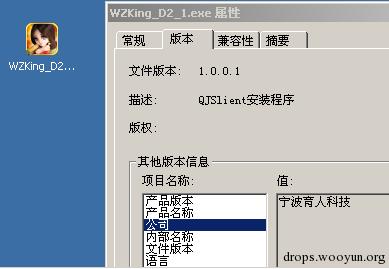 WZKing_D2_1.exe 属性
常规
版本
兼容性
摘要
WZKing_D2...
文件版本: 1.0.0.1
描述: QJSlient安装程序
版权:
其他版本信息
项目名称:
值:
产品版本
产品名称
公司
内部名称
文件版本
语言
宁波育人科技
drops.wooyun.org